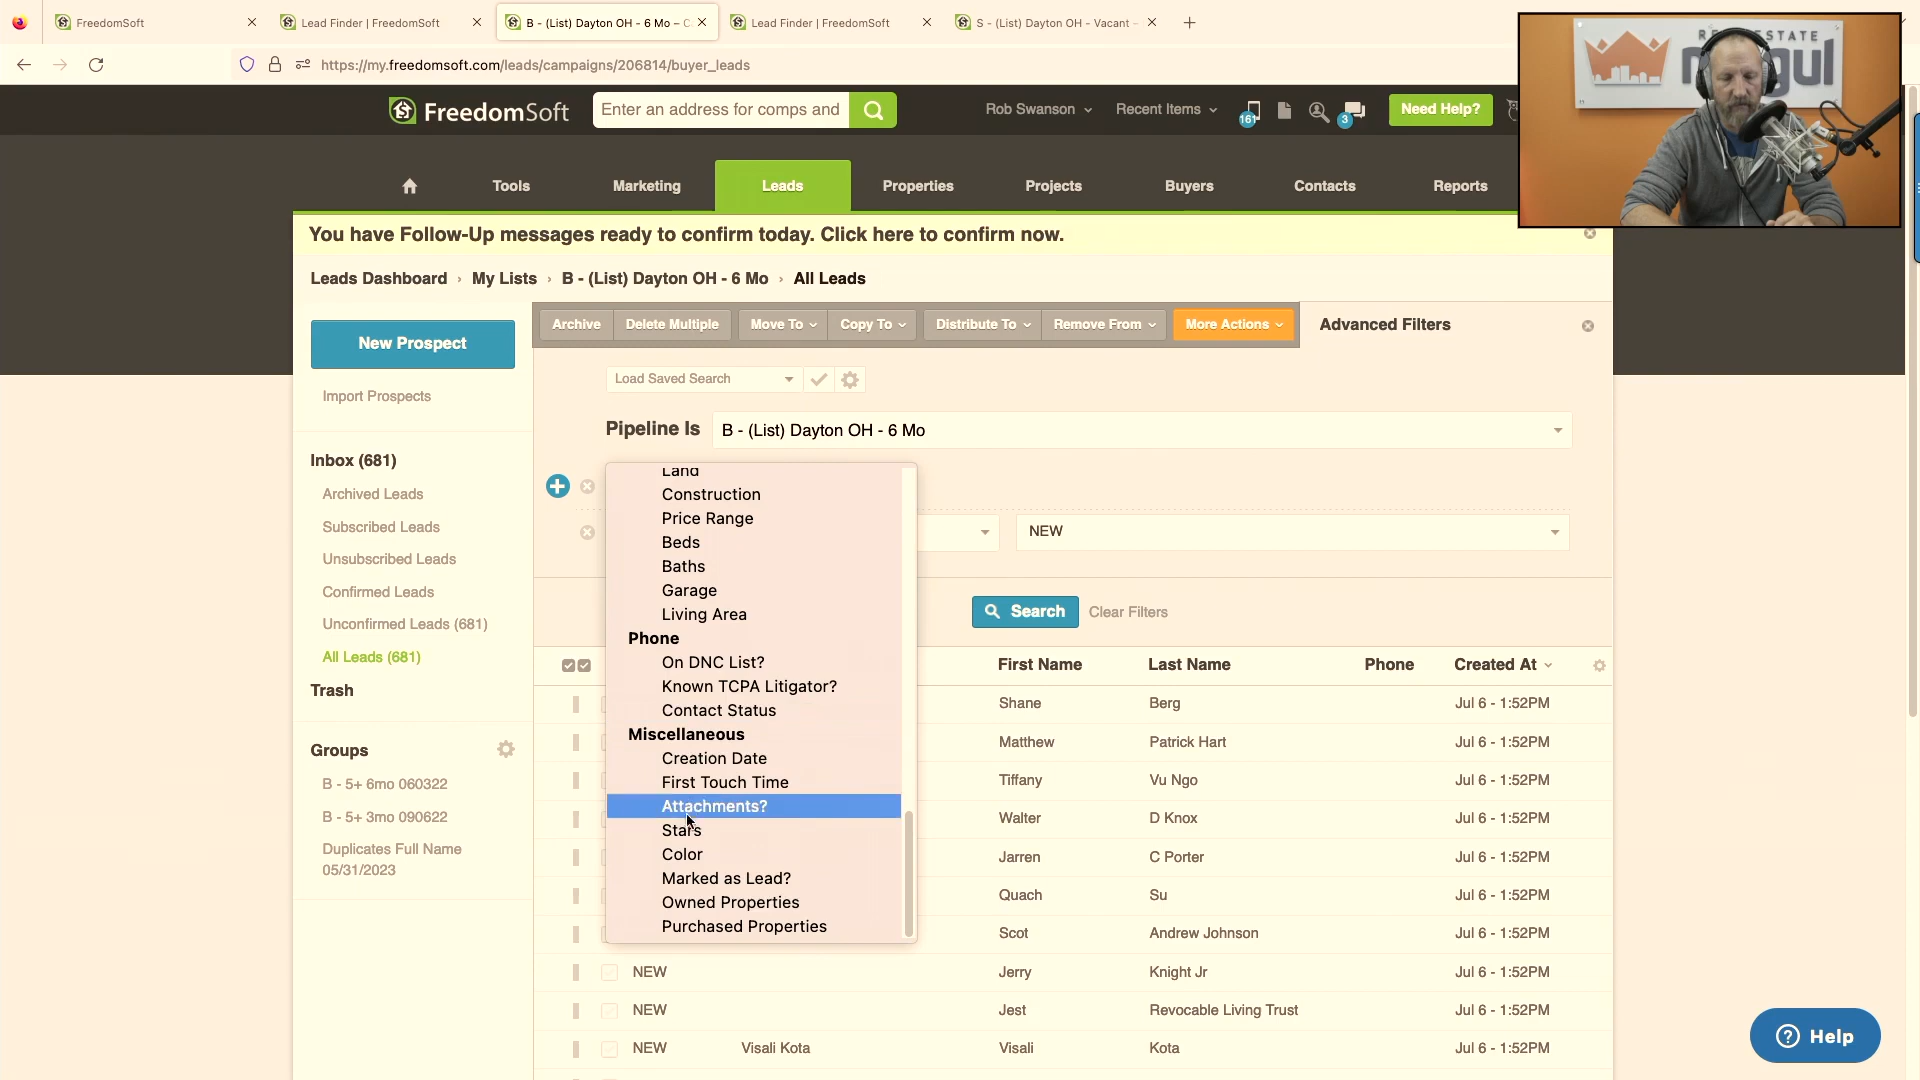 FreedomSoft
Lead Finder | FreedomSoft
B - (List) Dayton OH - 6 Mo – C
Lead Finder | FreedomSoft
S - (List) Dayton OH - Vacant -
https://my.freedomsoft.com/leads/campaigns/206814/buyer_leads
REAL ESTATE
FreedomSoft
Enter an address for comps and
Rob Swanson
Recent Items
161
3
Need Help?
Tools
Marketing
Leads
Properties
Projects
Buyers
Contacts
Reports
You have Follow-Up messages ready to confirm today. Click here to confirm now.
Leads Dashboard › My Lists › B - (List) Dayton OH - 6 Mo › All Leads
New Prospect
Import Prospects
Inbox (681)
Archived Leads
Subscribed Leads
Unsubscribed Leads
Confirmed Leads
Unconfirmed Leads (681)
All Leads (681)
Trash
Groups
B - 5+ 6mo 060322
B - 5+ 3mo 090622
Duplicates Full Name
05/31/2023
Archive
Delete Multiple
Move To
Copy To
Distribute To
Remove From
More Actions
Advanced Filters
Load Saved Search
Pipeline Is
B - (List) Dayton OH - 6 Mo
NEW
Land
Construction
Price Range
Beds
Baths
Garage
Living Area
Phone
On DNC List?
Known TCPA Litigator?
Contact Status
Miscellaneous
Creation Date
First Touch Time
Attachments?
Stars
Color
Marked as Lead?
Owned Properties
Purchased Properties
Search
Clear Filters
First Name Last Name Phone Created At
Shane Berg Jul 6 - 1:52PM
Matthew Patrick Hart Jul 6 - 1:52PM
Tiffany Vu Ngo Jul 6 - 1:52PM
Walter D Knox Jul 6 - 1:52PM
Jarren C Porter Jul 6 - 1:52PM
Quach Su Jul 6 - 1:52PM
Scot Andrew Johnson Jul 6 - 1:52PM
NEW Jerry Knight Jr Jul 6 - 1:52PM
NEW Jest Revocable Living Trust Jul 6 - 1:52PM
NEW Visali Kota Visali Kota Jul 6 - 1:52PM
Help